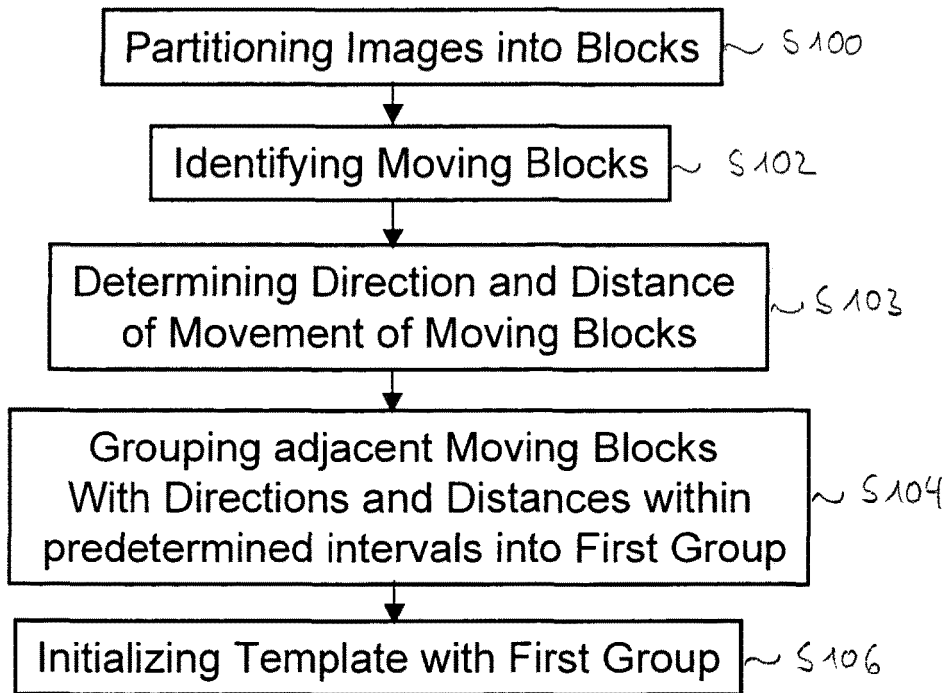 Partitioning Images into Blocks S100
Identifying Moving Blocks S102
Determining Direction and Distance
of Movement of Moving Blocks S103
Grouping adjacent Moving Blocks
With Directions and Distances within S104
predetermined intervals into First Group
Initializing Template with First Group S106